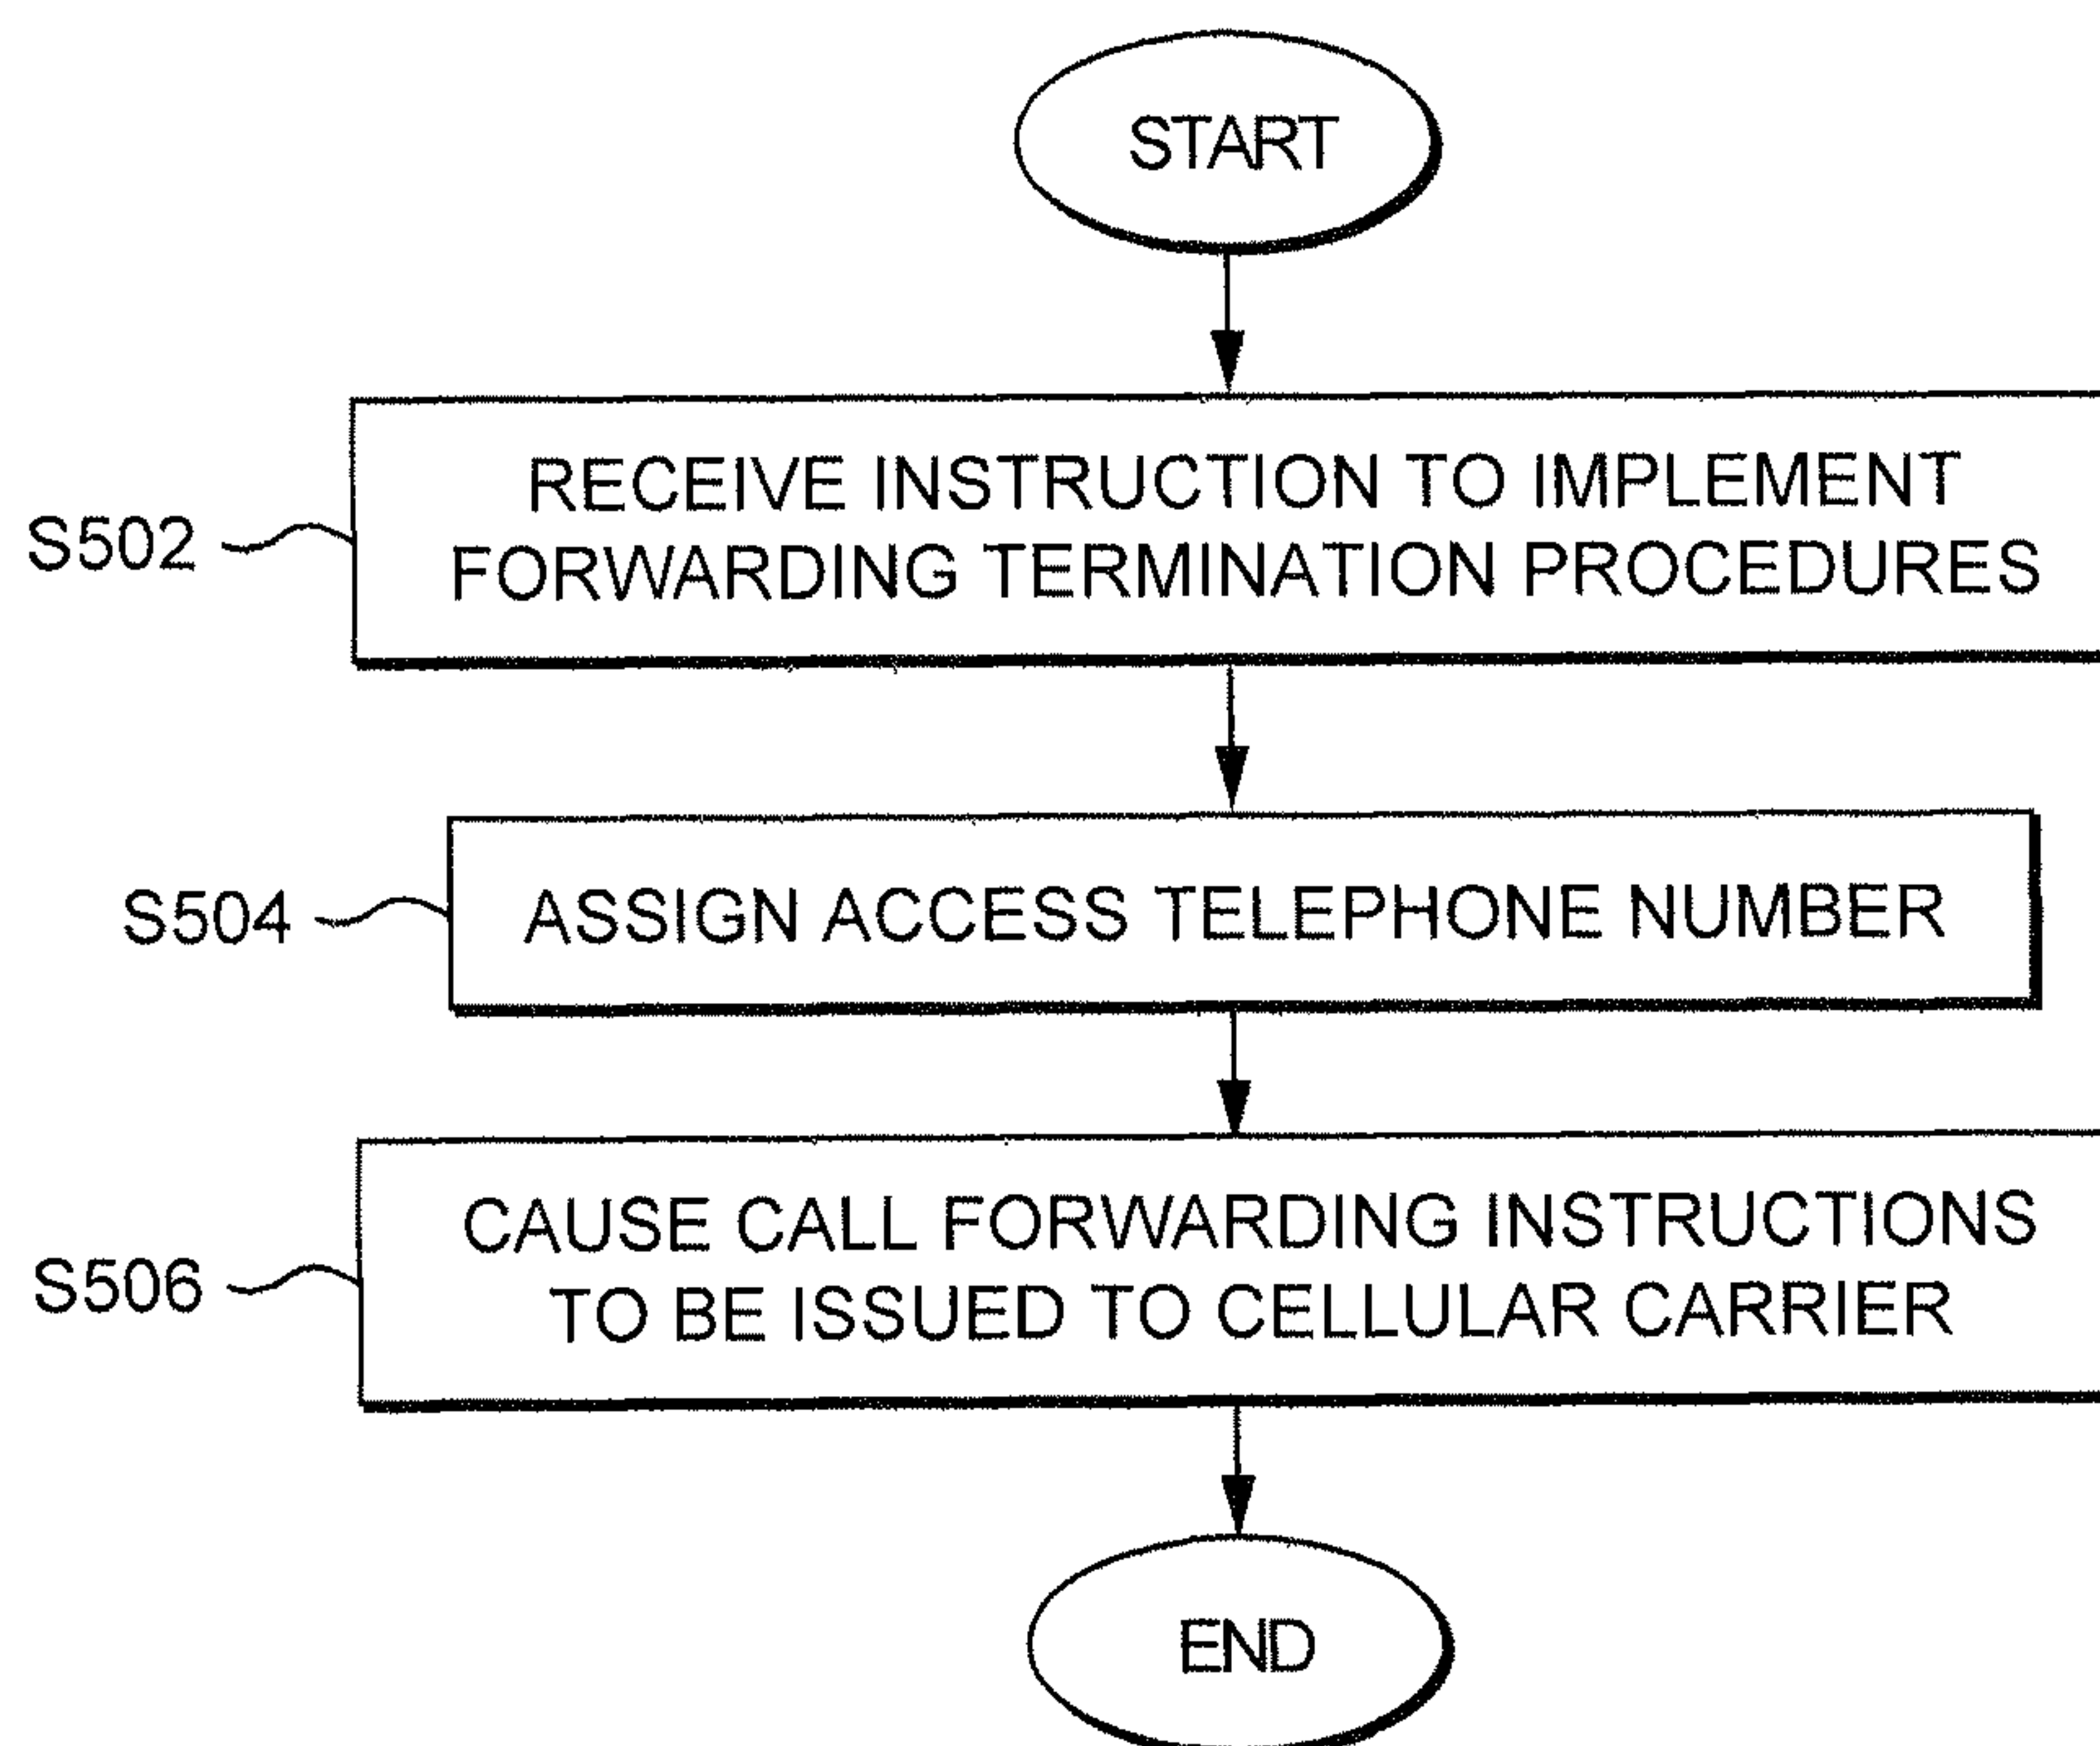 START
S502
RECEIVE INSTRUCTION TO IMPLEMENT
FORWARDING TERMINATION PROCEDURES
S504
ASSIGN ACCESS TELEPHONE NUMBER
S506
CAUSE CALL FORWARDING INSTRUCTIONS
TO BE ISSUED TO CELLULAR CARRIER
END